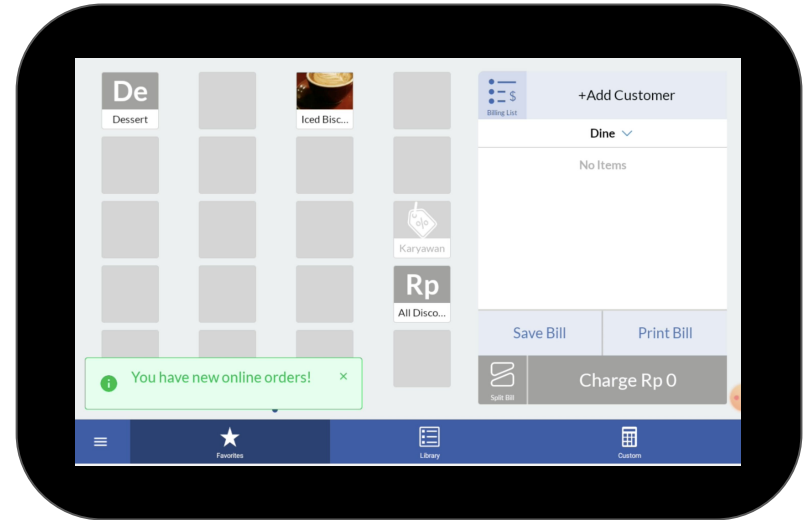 De
Dessert
Iced Bisc...
Karyawan
Rp
All Disco...
You have new online orders!
×
$
Billing List
+Add Customer
Dine
No Items
Save Bill
Print Bill
Split Bill
Charge Rp 0
Favorites
Library
Custom